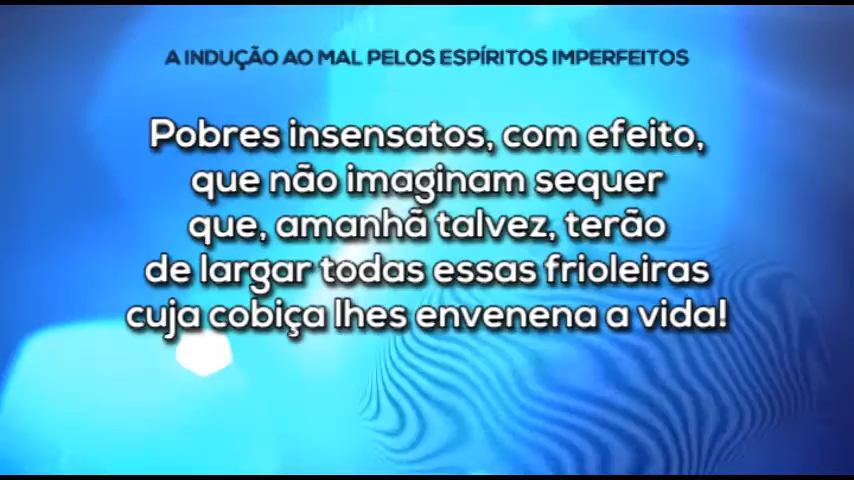 A INDUÇÃO AO MAL PELOS ESPÍRITOS IMPERFEITOS
Pobres insensatos, com efeito,
que não imaginam sequer
que, amanhã talvez, terão
de largar todas essas frioleiras
cuja cobiça lhes envenena a vida!